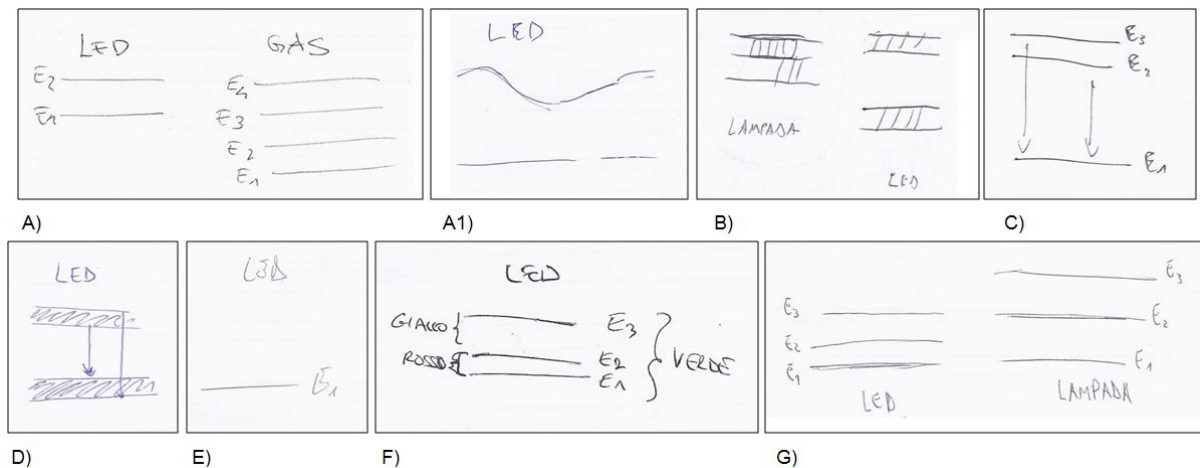 LED GAS
E2 E4
E1 E3
E2
E1
A)
LED
A1)
LAMPADA
LED
B)
E3
E2
E1
C)
LED
D)
LED
E1
E)
LED
GIALLO E3
ROSSO E2 VERDE
E1
F)
E3
E3 E2
E2
E1 E1
LED LAMPADA
G)